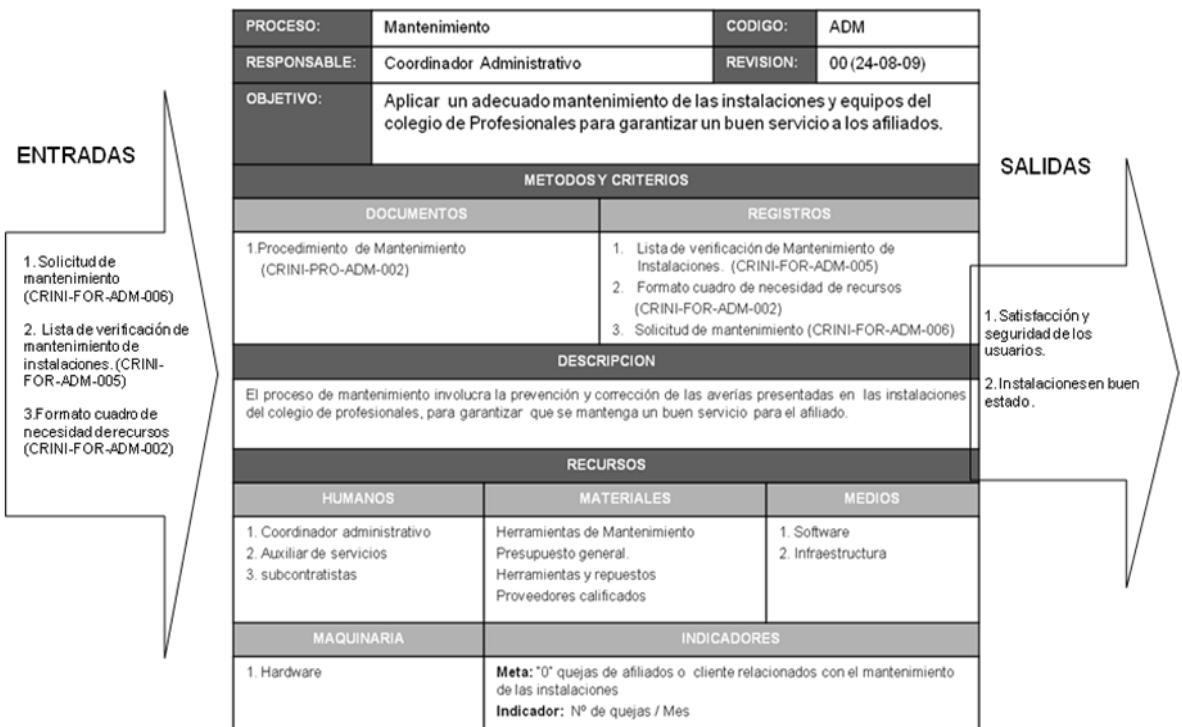 PROCESO: Mantenimiento CODIGO: ADM
RESPONSABLE: Coordinador Administrativo REVISION: 00 (24-08-09)
OBJETIVO: Aplicar un adecuado mantenimiento de las instalaciones y equipos del
colegio de Profesionales para garantizar un buen servicio a los afiliados.
ENTRADAS
1. Solicitud de
mantenimiento
(CRINI-FOR-ADM-006)
2. Lista de verificación de
mantenimiento de
instalaciones. (CRINI-
FOR-ADM-005)
3.Formato cuadro de
necesidad de recursos
(CRINI-FOR-ADM-002)
METODOS Y CRITERIOS
DOCUMENTOS
1.Procedimiento de Mantenimiento
(CRINI-PRO-ADM-002)
REGISTROS
1. Lista de verificación de Mantenimiento de
Instalaciones. (CRINI-FOR-ADM-005)
2. Formato cuadro de necesidad de recursos
(CRINI-FOR-ADM-002)
3. Solicitud de mantenimiento (CRINI-FOR-ADM-006)
DESCRIPCION
El proceso de mantenimiento involucra la prevención y corrección de las averías presentadas en las instalaciones
del colegio de profesionales, para garantizar que se mantenga un buen servicio para el afiliado.
RECURSOS
HUMANOS
1. Coordinador administrativo
2. Auxiliar de servicios
3. subcontratistas
MATERIALES
Herramientas de Mantenimiento
Presupuesto general.
Herramientas y repuestos
Proveedores calificados
MEDIOS
1. Software
2. Infraestructura
MAQUINARIA
1. Hardware
INDICADORES
Meta: "0" quejas de afiliados o cliente relacionados con el mantenimiento
de las instalaciones
Indicador: Nº de quejas / Mes
SALIDAS
1. Satisfacción y
seguridad de los
usuarios.
2. Instalaciones en buen
estado.